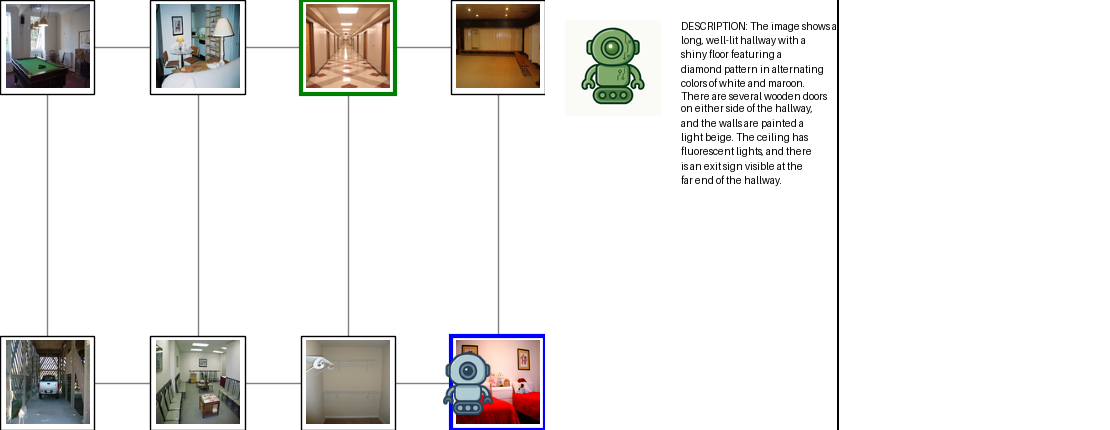 DESCRIPTION: The image shows a
long, well-lit hallway with a
shiny floor featuring a
diamond pattern in alternating
colors of white and maroon.
There are several wooden doors
on either side of the hallway,
and the walls are painted a
light beige. The ceiling has
fluorescent lights, and there
is an exit sign visible at the
far end of the hallway.